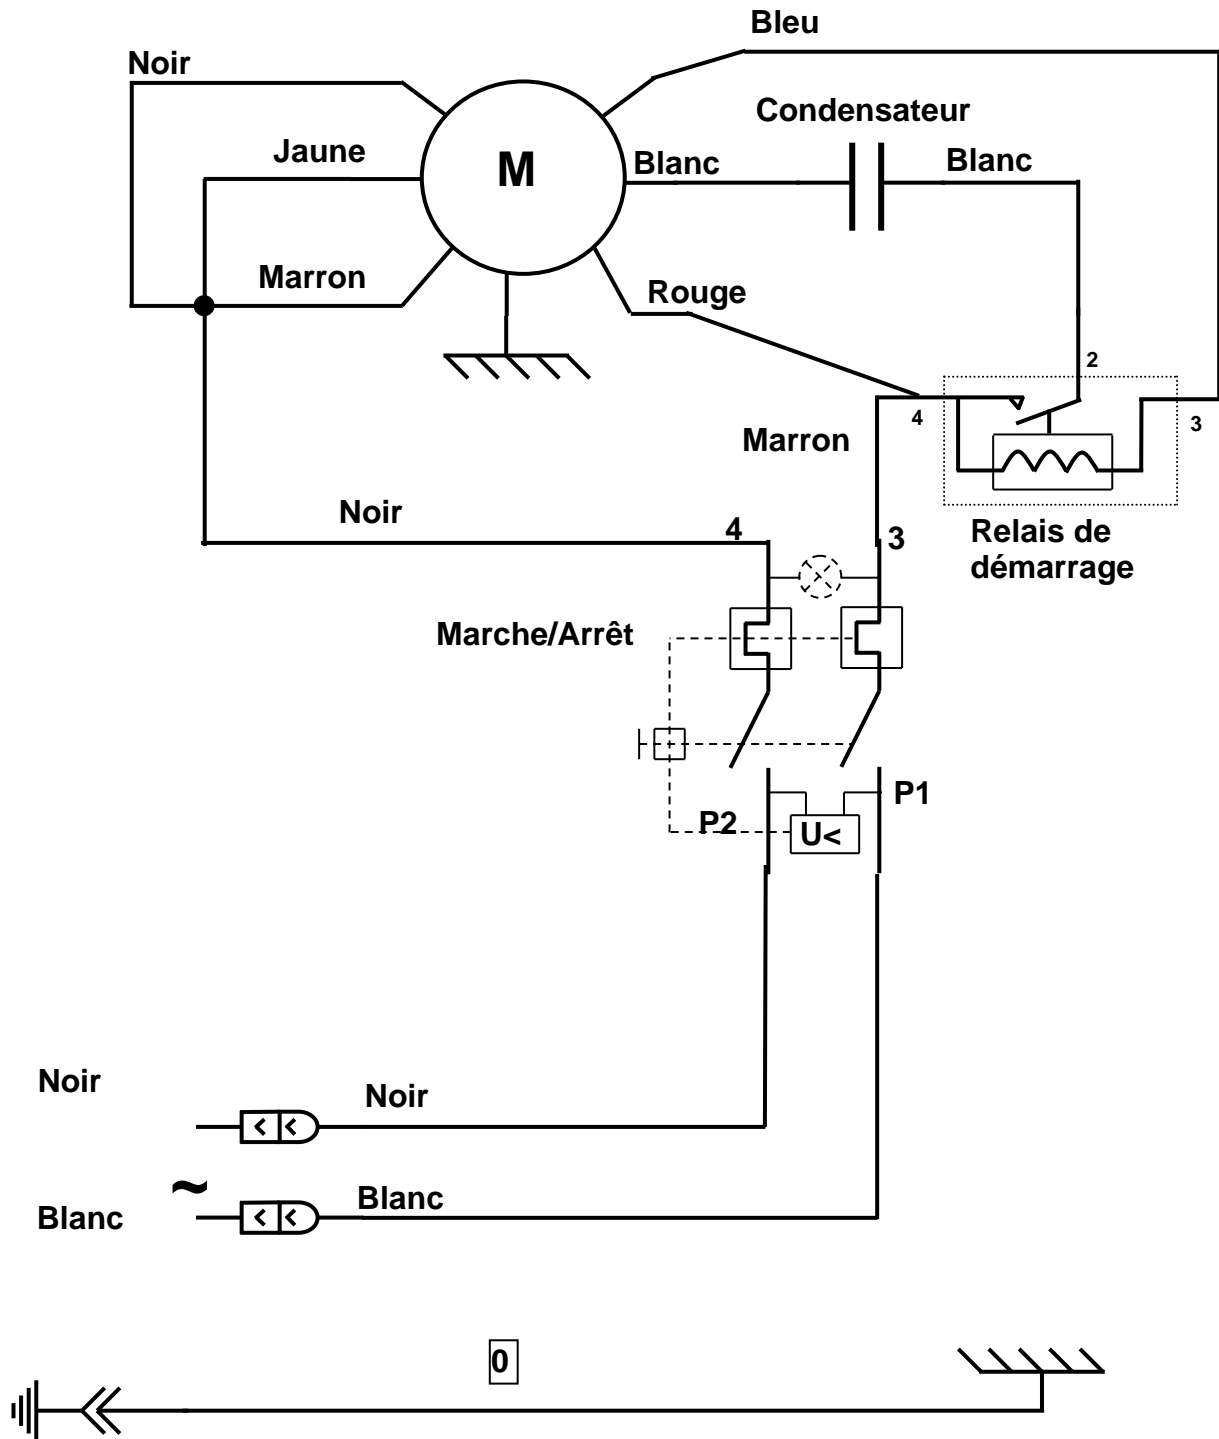 Bleu
Noir
Condensateur
Jaune
M
Blanc
Blanc
Marron
Rouge
2
4
3
Marron
Noir
4
3
Relais de
démarrage
Marche/Arrêt
P1
P2
U<
Noir
Noir
~
Blanc
Blanc
0